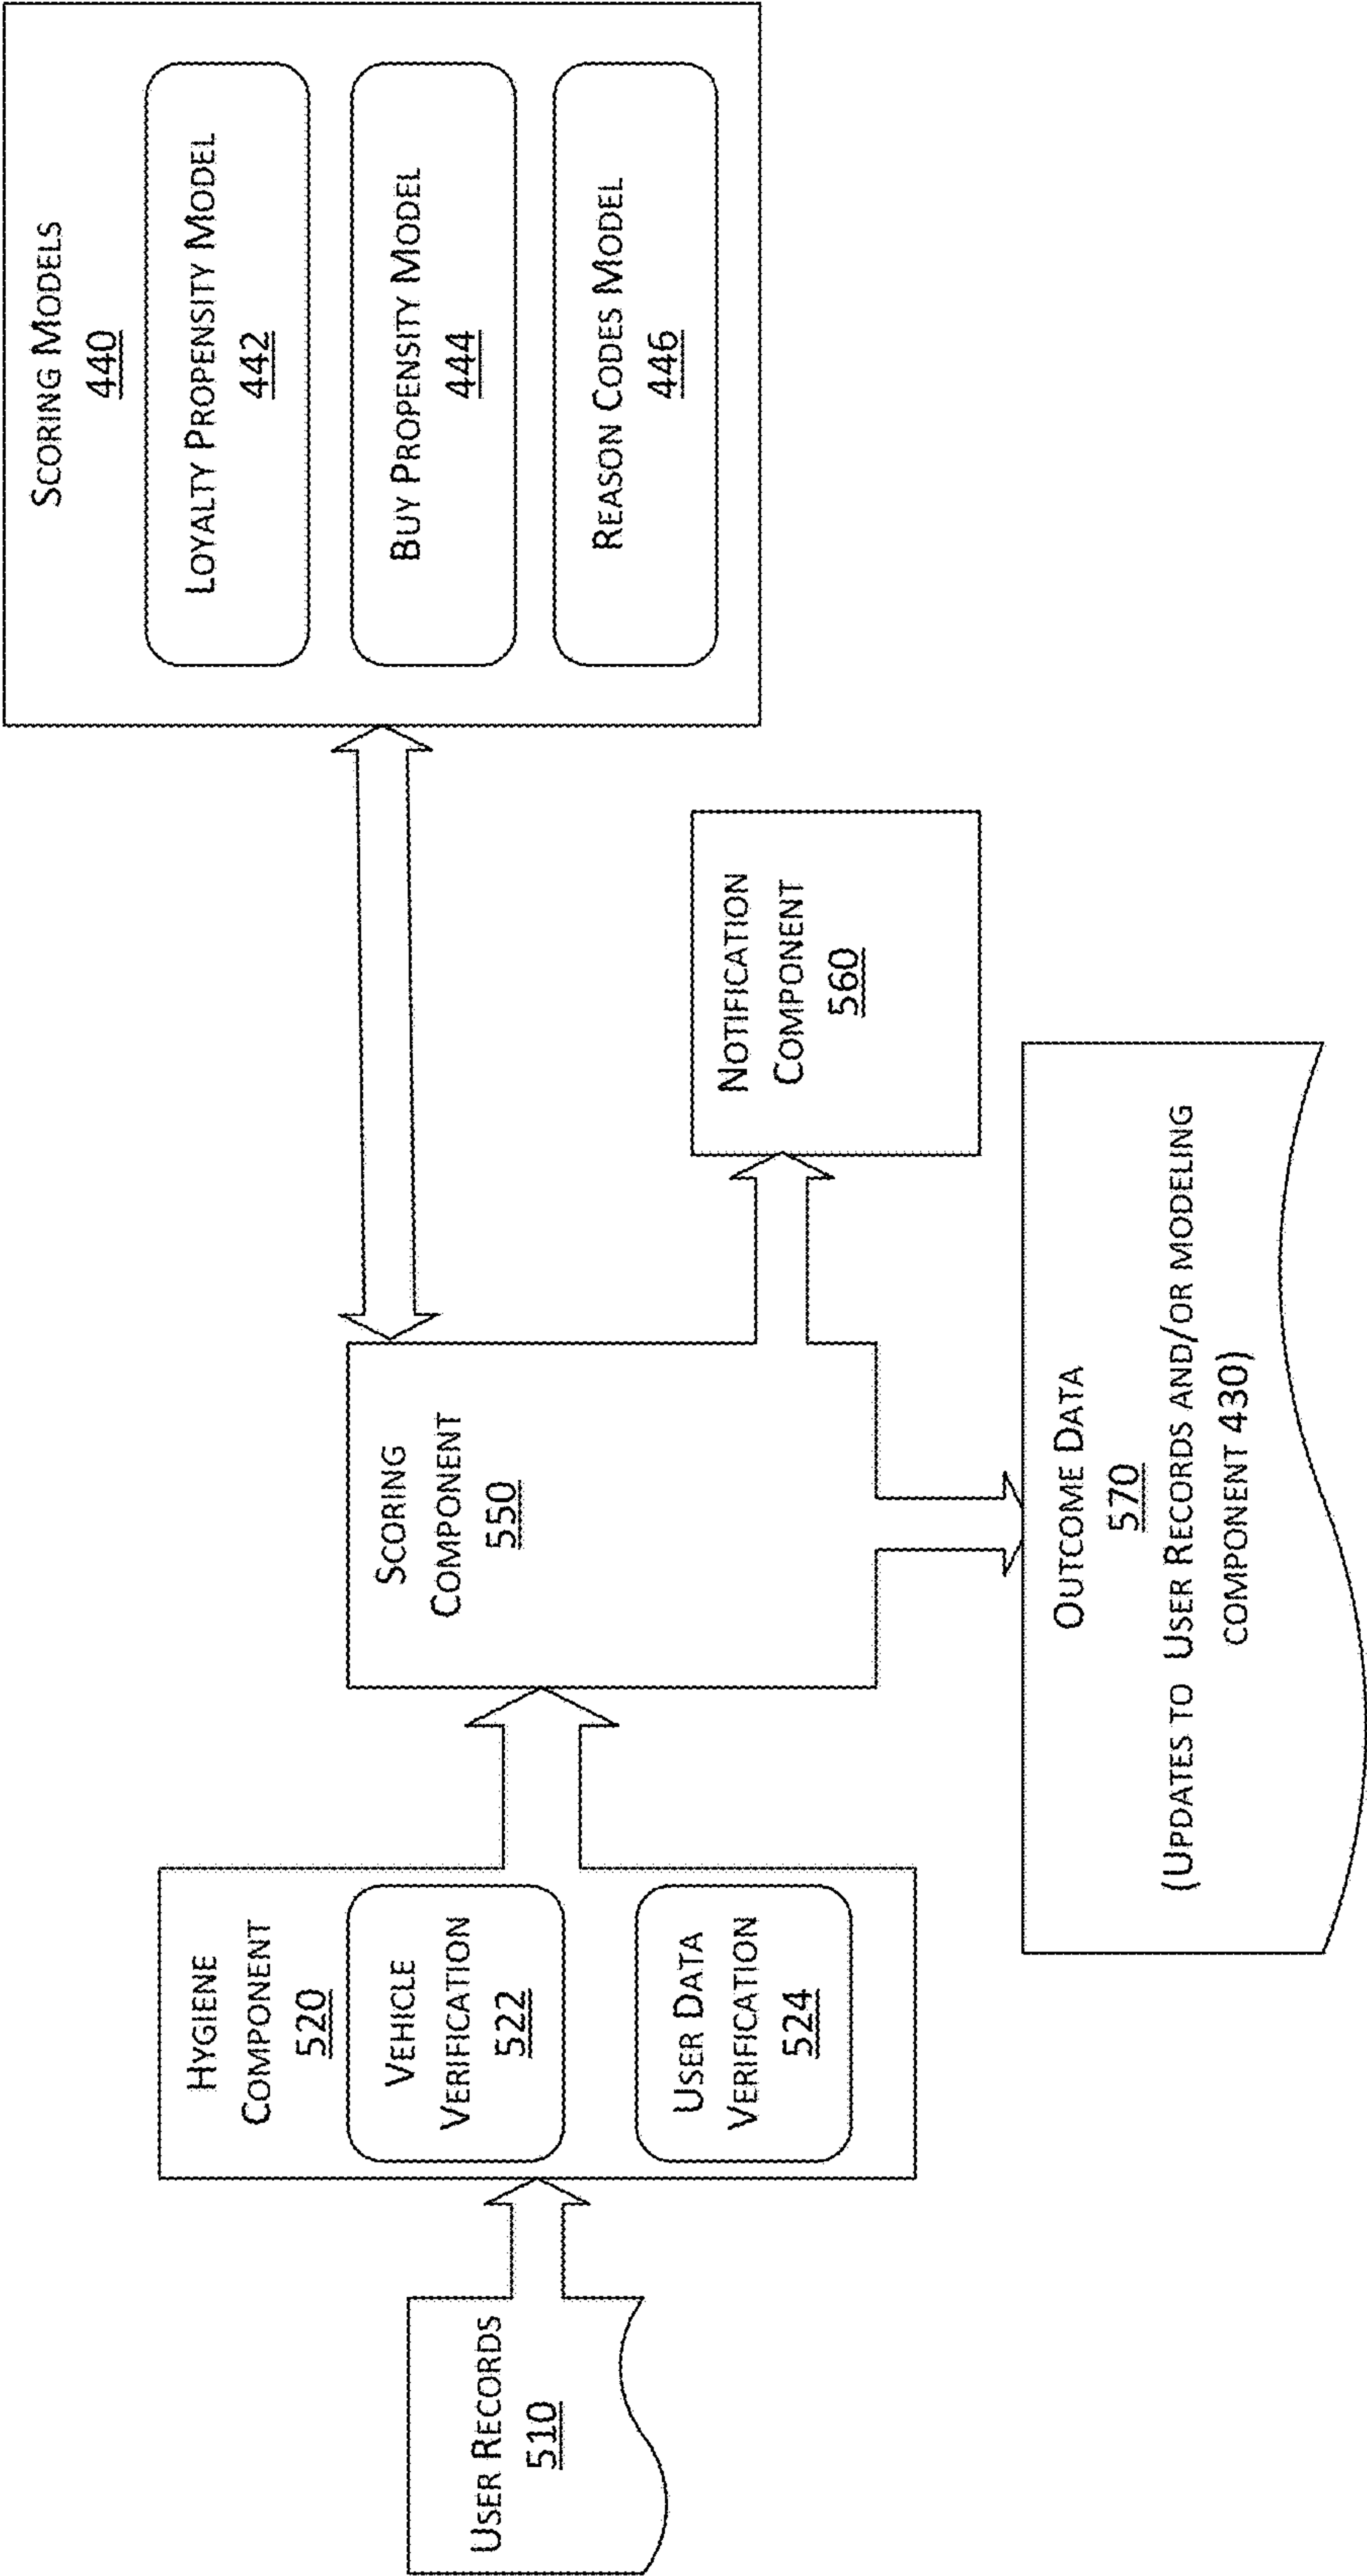 USER RECORDS
510
HYGIENE
COMPONENT
520
VEHICLE
VERIFICATION
522
USER DATA
VERIFICATION
524
SCORING
COMPONENT
550
SCORING MODELS
440
LOYALTY PROPENSITY MODEL
442
BUY PROPENSITY MODEL
444
REASON CODES MODEL
446
NOTIFICATION
COMPONENT
560
OUTCOME DATA
570
(UPDATES TO USER RECORDS AND/OR MODELING
COMPONENT 430)